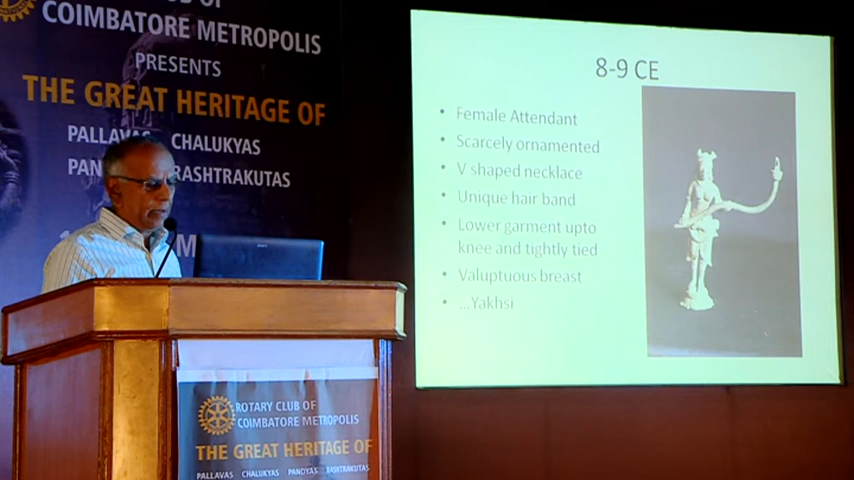 COIMBATORE METROPOLIS
PRESENTS
THE GREAT HERITAGE OF
PALLAVAS CHALUKYAS
RASHTRAKUTAS
8-9 CE
• Female Attendant
• Scarcely ornamented
• V shaped necklace
• Unique hair band
• Lower garment upto
knee and tightly tied
• Valuptuous breast
• ...Yakhsi
ROTARY CLUB OF
COIMBATORE METROPOLIS
THE GREAT HERITAGE OF
PALLAVAS CHALUKYAS PANDYAS RASHTRAKUTAS